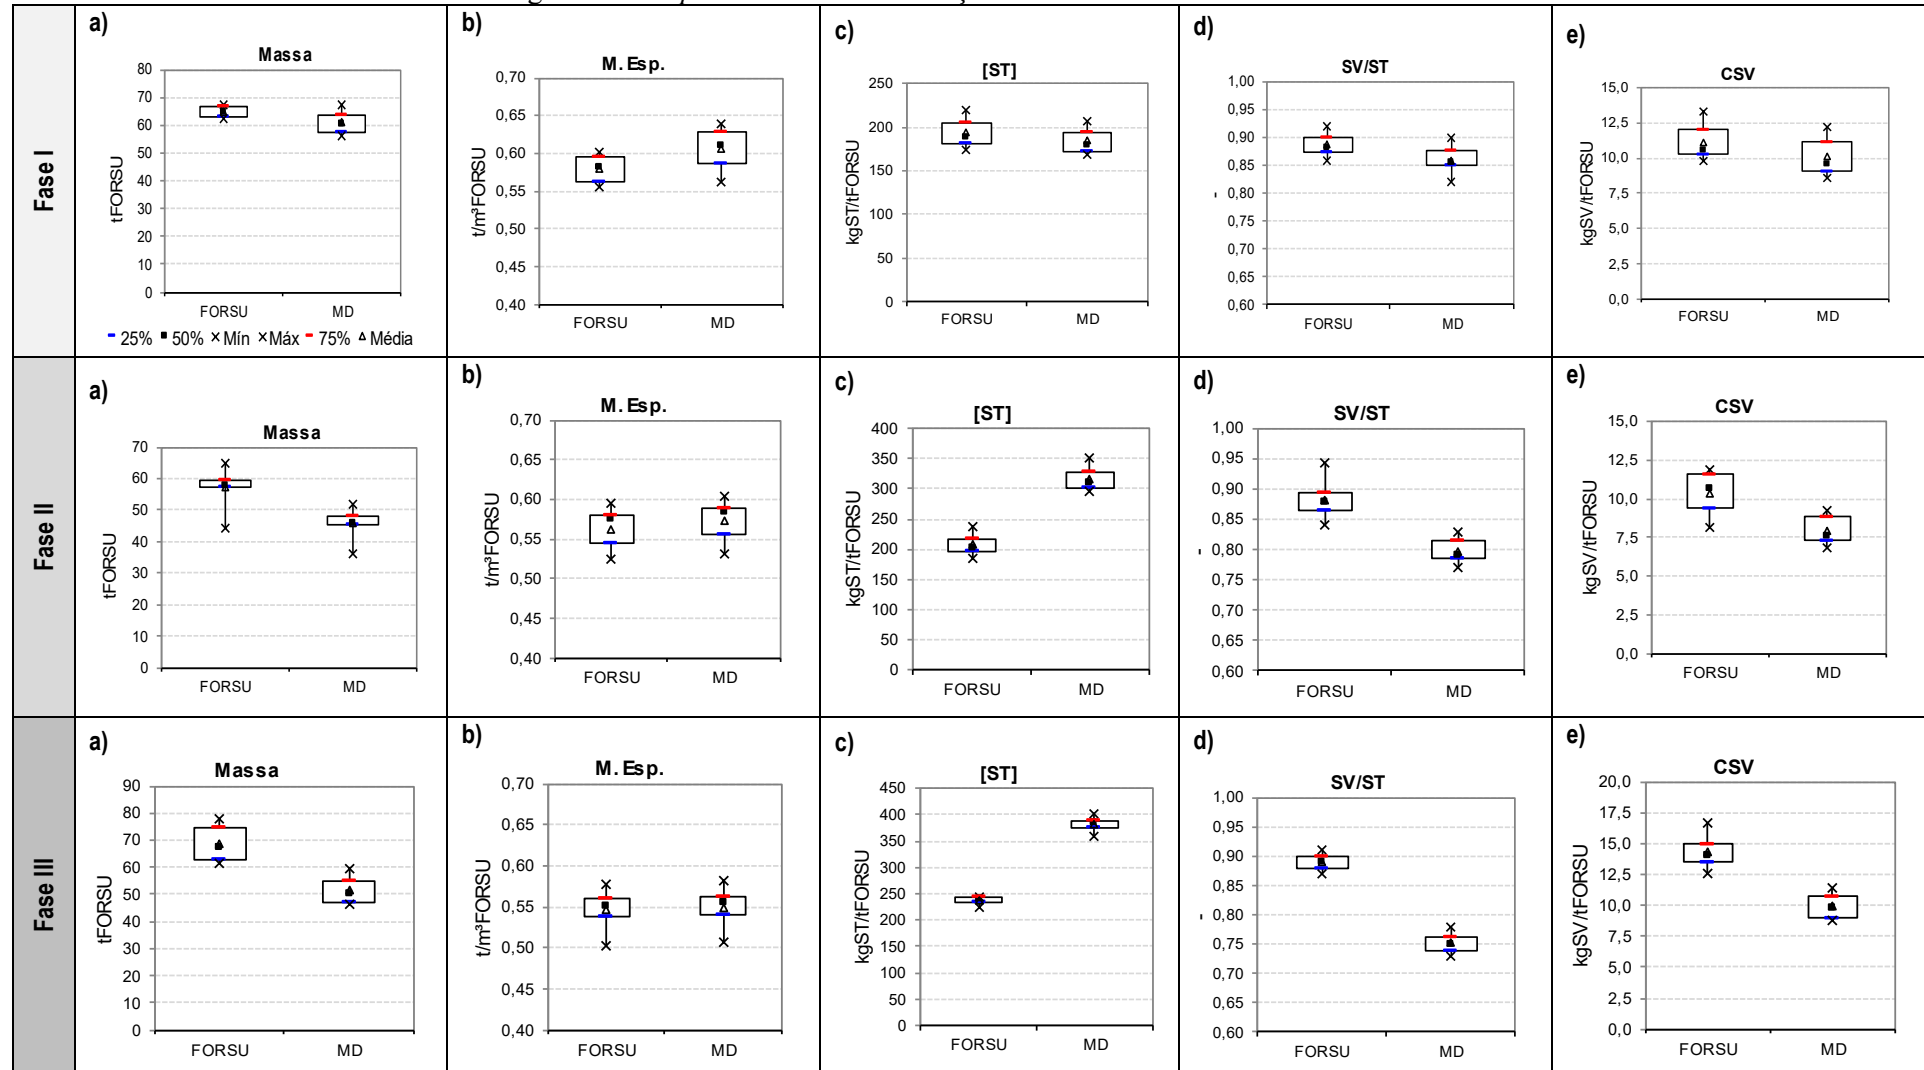 Fase I
a)
Massa
tFORSU
80
70
60
50
40
30
20
10
0
FORSU MD
25% 50% Mín Máx 75% Média
b)
M. Esp.
t/m³FORSU
0,70
0,65
0,60
0,55
0,50
0,45
0,40
FORSU MD
c)
[ST]
kgST/tFORSU
250
200
150
100
50
0
FORSU MD
d)
SV/ST
-
1,00
0,95
0,90
0,85
0,80
0,75
0,70
0,65
0,60
FORSU MD
e)
CSV
kgSV/tFORSU
15,0
12,5
10,0
7,5
5,0
2,5
0,0
FORSU MD
Fase II
a)
Massa
tFORSU
70
60
50
40
30
20
10
0
FORSU MD
b)
M. Esp.
t/m³FORSU
0,70
0,65
0,60
0,55
0,50
0,45
0,40
FORSU MD
c)
[ST]
kgST/tFORSU
400
350
300
250
200
150
100
50
0
FORSU MD
d)
SV/ST
-
1,00
0,95
0,90
0,85
0,80
0,75
0,70
0,65
0,60
FORSU MD
e)
CSV
kgSV/tFORSU
15,0
12,5
10,0
7,5
5,0
2,5
0,0
FORSU MD
Fase III
a)
Massa
tFORSU
90
80
70
60
50
40
30
20
10
0
FORSU MD
b)
M. Esp.
t/m³FORSU
0,70
0,65
0,60
0,55
0,50
0,45
0,40
FORSU MD
c)
[ST]
kgST/tFORSU
450
400
350
300
250
200
150
100
50
0
FORSU MD
d)
SV/ST
-
1,00
0,95
0,90
0,85
0,80
0,75
0,70
0,65
0,60
FORSU MD
e)
CSV
kgSV/tFORSU
20,0
17,5
15,0
12,5
10,0
7,5
5,0
2,5
0,0
FORSU MD